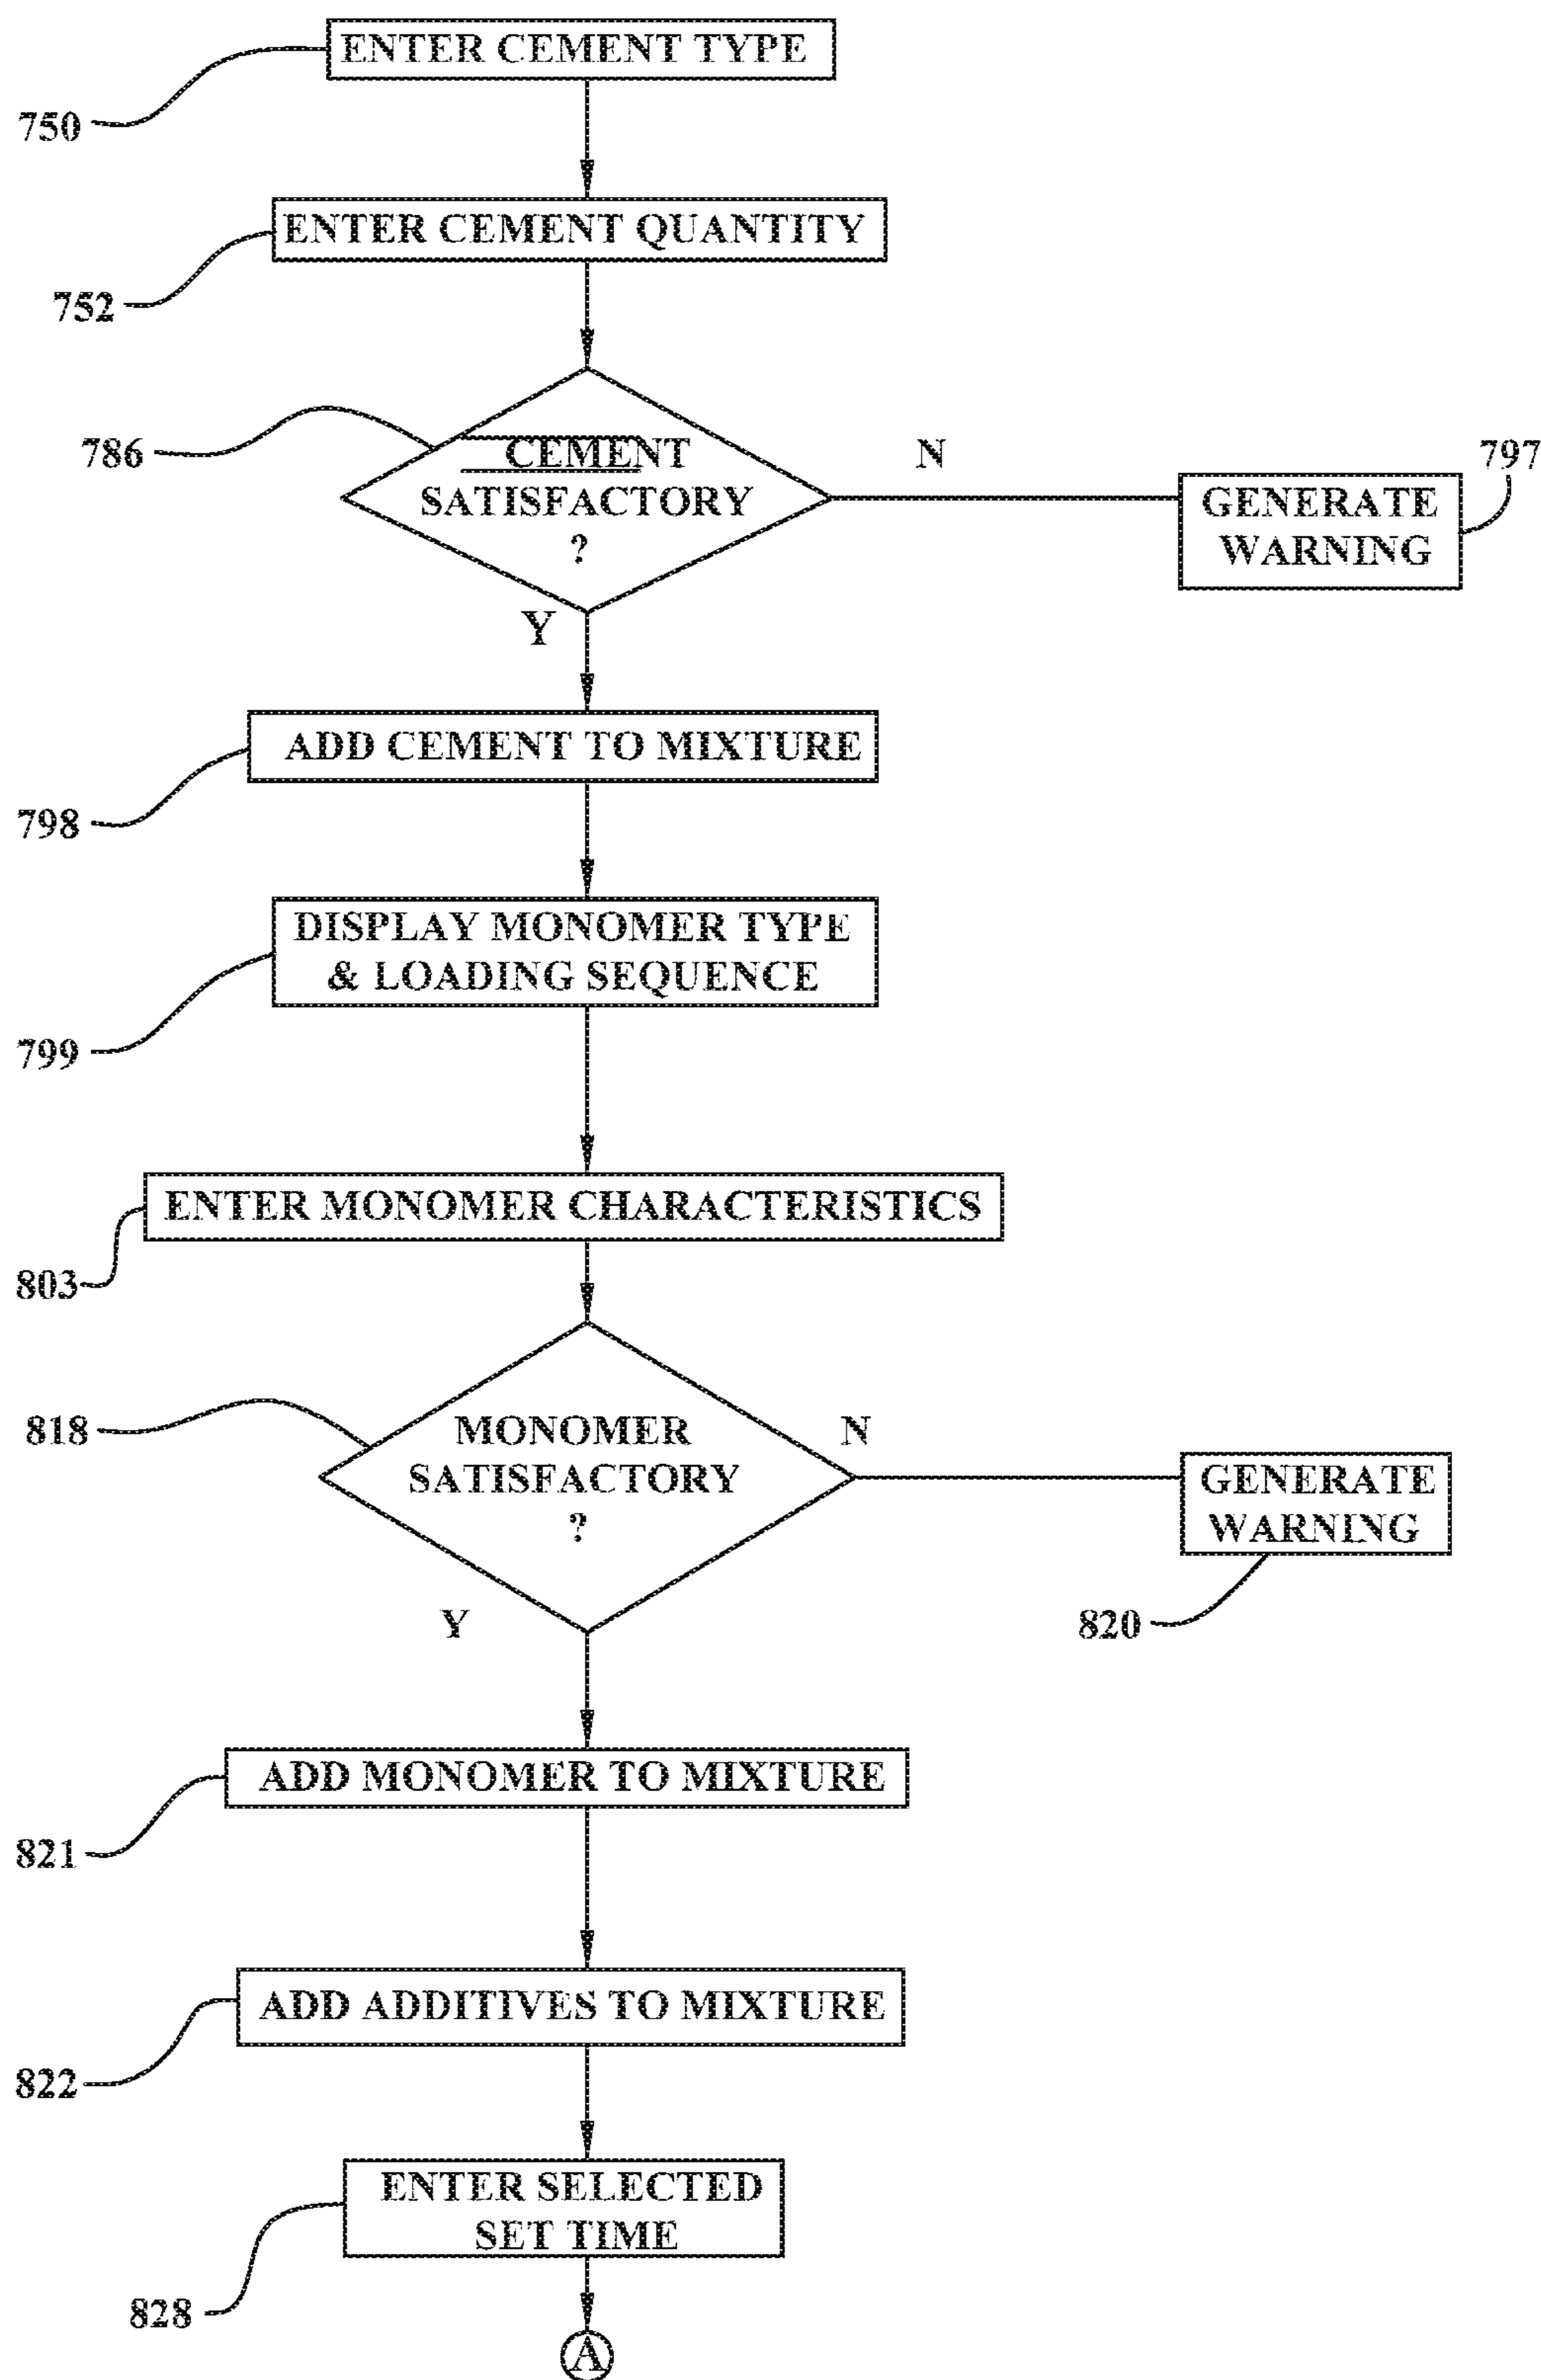 ENTER CEMENT TYPE
750
ENTER CEMENT QUANTITY
752
786
CEMENT
SATISFACTORY
?
N
797
GENERATE
WARNING
Y
ADD CEMENT TO MIXTURE
798
DISPLAY MONOMER TYPE
& LOADING SEQUENCE
799
ENTER MONOMER CHARACTERISTICS
803
818
MONOMER
SATISFACTORY
?
N
GENERATE
WARNING
820
Y
ADD MONOMER TO MIXTURE
821
ADD ADDITIVES TO MIXTURE
822
ENTER SELECTED
SET TIME
828
A